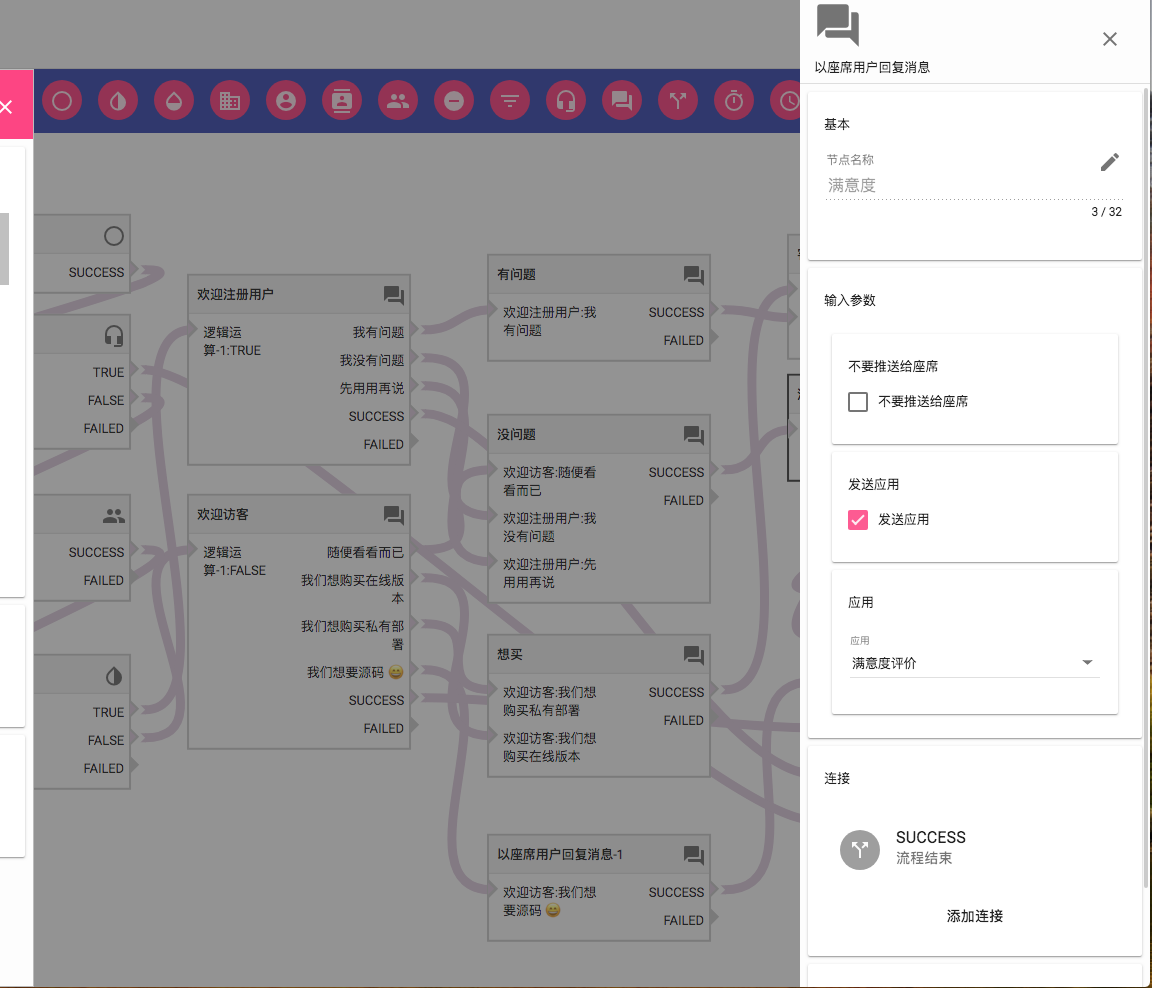 SUCCESS
TRUE
FALSE
FAILED
SUCCESS
FAILED
TRUE
FALSE
FAILED
欢迎注册用户
逻辑运
算-1:TRUE
我有问题
我没有问题
先用用再说
SUCCESS
FAILED
欢迎访客
逻辑运
算-1:FALSE
随便看看而已
我们想购买在线版
本
我们想购买私有部
署
我们想要源码 😄
SUCCESS
FAILED
有问题
欢迎注册用户:我
有问题
SUCCESS
FAILED
没问题
欢迎访客:随便看
看而已
欢迎注册用户:我
没有问题
欢迎注册用户:先
用用再说
SUCCESS
FAILED
想买
欢迎访客:我们想
购买私有部署
欢迎访客:我们想
购买在线版本
SUCCESS
FAILED
以座席用户回复消息-1
欢迎访客:我们想
要源码 😄
SUCCESS
FAILED
以座席用户回复消息
基本
节点名称
满意度
3 / 32
输入参数
不要推送给座席
不要推送给座席
发送应用
发送应用
应用
应用
满意度评价
连接
SUCCESS
流程结束
添加连接